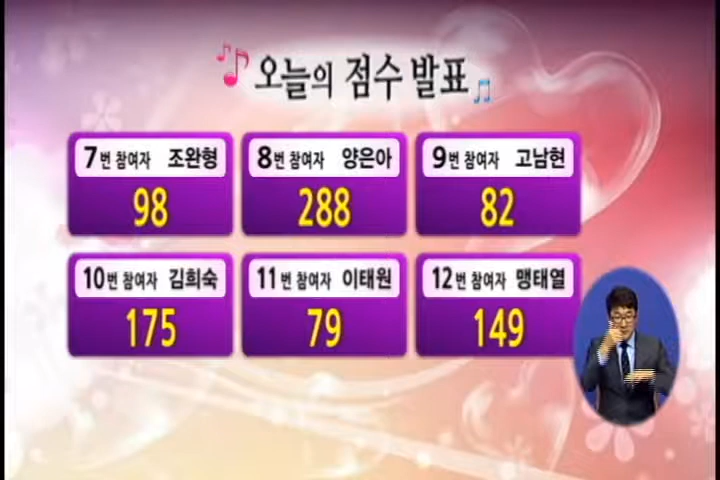 오늘의 점수 발표
7번 참여자 조완형
98
8번 참여자 양은아
288
9번 참여자 고남현
82
10번 참여자 김희숙
175
11번 참여자 이태원
79
12번 참여자 맹태열
149